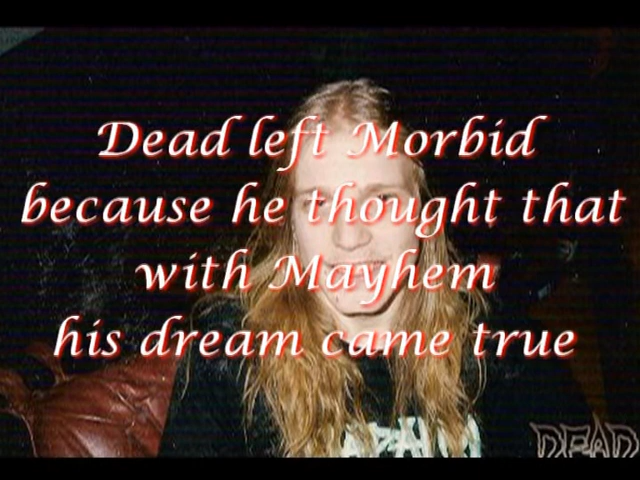 Dead left Morbid
because he thought that
with Mayhem
his dream came true
DEAD